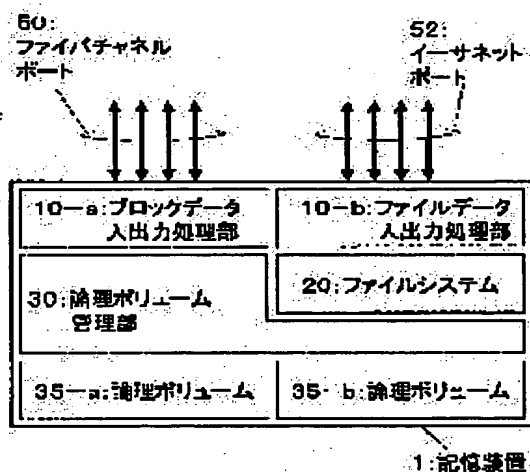 50:
ファイバチャネル
ポート
52:
イーサネット
ポート
10-a:ブロックデータ
入出力処理部
10-b:ファイルデータ
入出力処理部
30:論理ボリューム
管理部
20:ファイルシステム
35-a:論理ボリューム
35-b:論理ボリューム
1:記憶装置